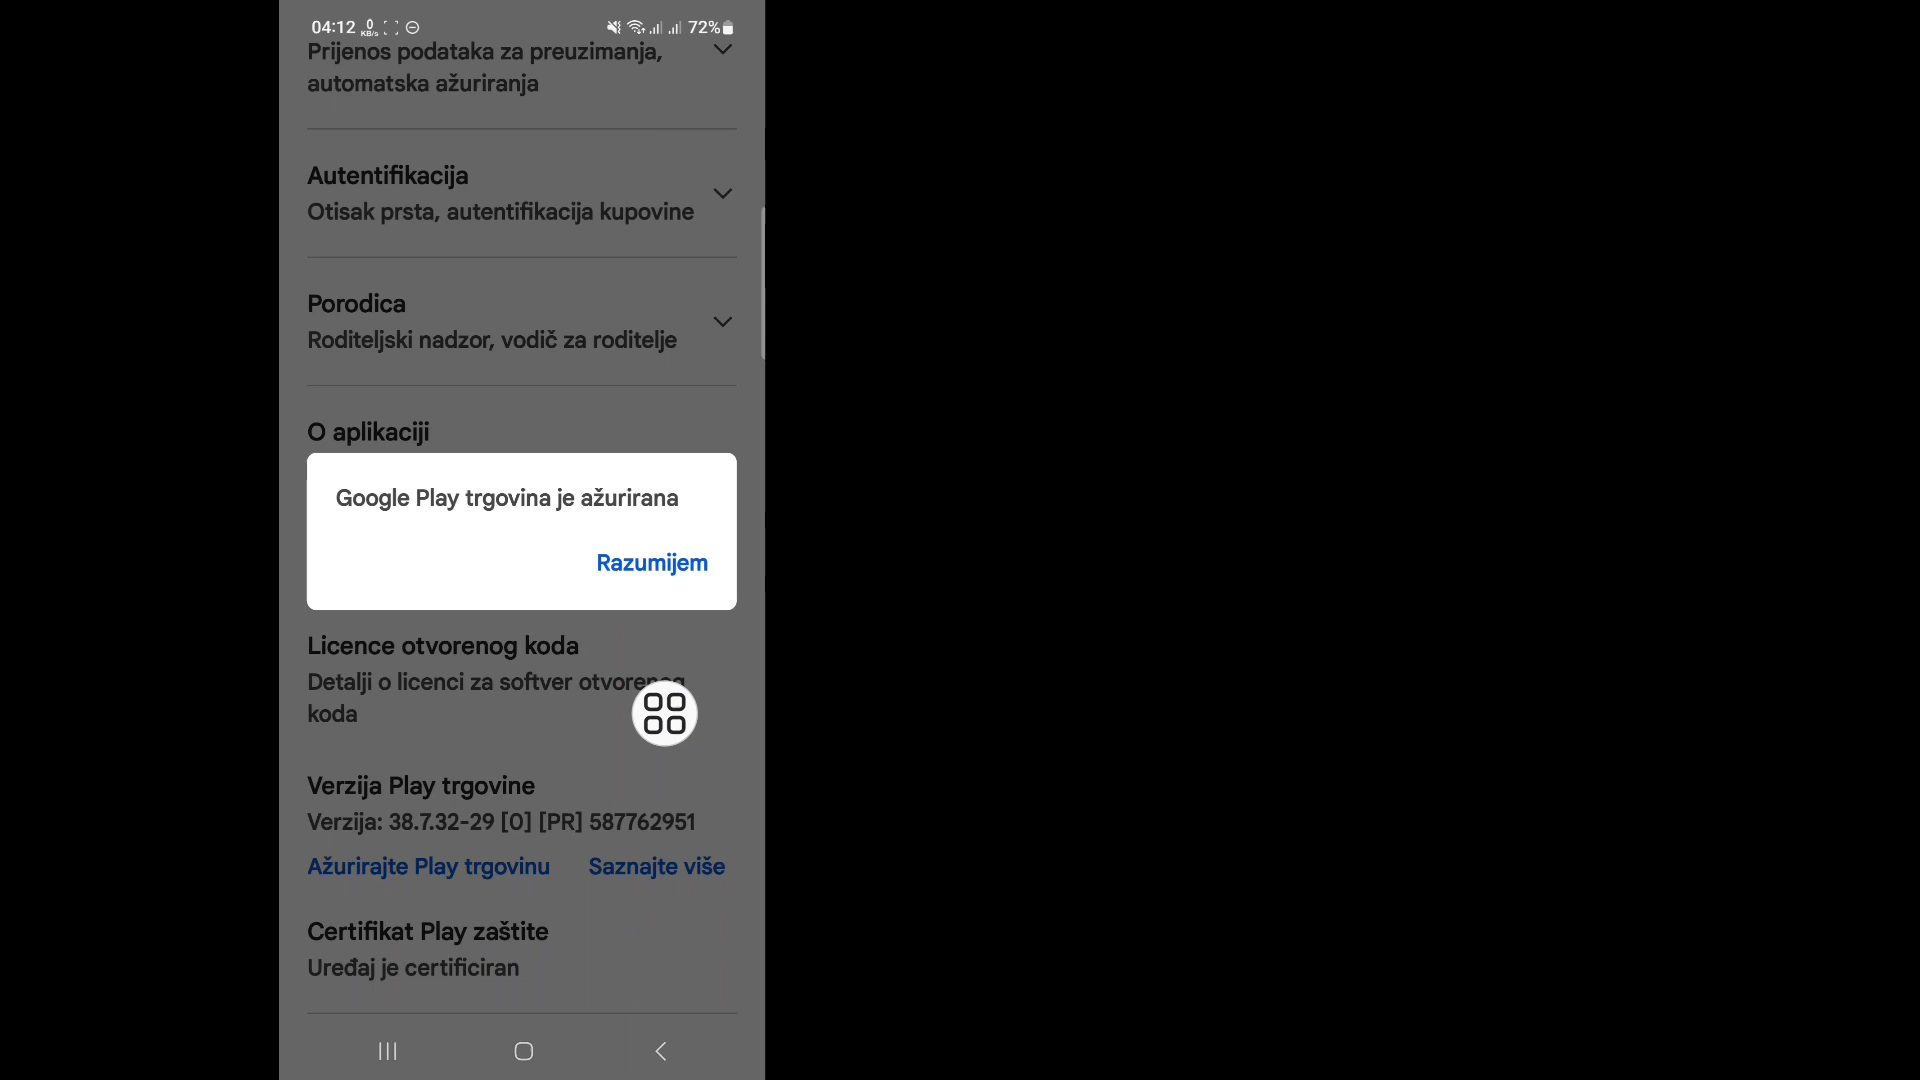 04:12 0 KB/s 72%
Prijenos podataka za preuzimanja,
automatska ažuriranja
Autentifikacija
Otisak prsta, autentifikacija kupovine
Porodica
Roditeljski nadzor, vodič za roditelje
O aplikaciji
Google Play trgovina je ažurirana
Razumijem
Licence otvorenog koda
Detalji o licenci za softver otvorenog
koda
Verzija Play trgovine
Verzija: 38.7.32-29 [0] [PR] 587762951
Ažurirajte Play trgovinu Saznajte više
Certifikat Play zaštite
Uređaj je certificiran